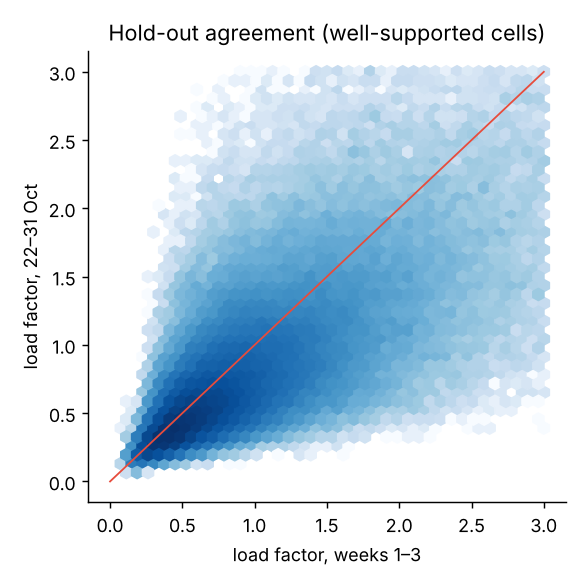 Hold-out agreement (well-supported cells)
3.0
2.5
2.0
1.5
1.0
0.5
0.0
load factor, 22–31 Oct
0.0 0.5 1.0 1.5 2.0 2.5 3.0
load factor, weeks 1–3